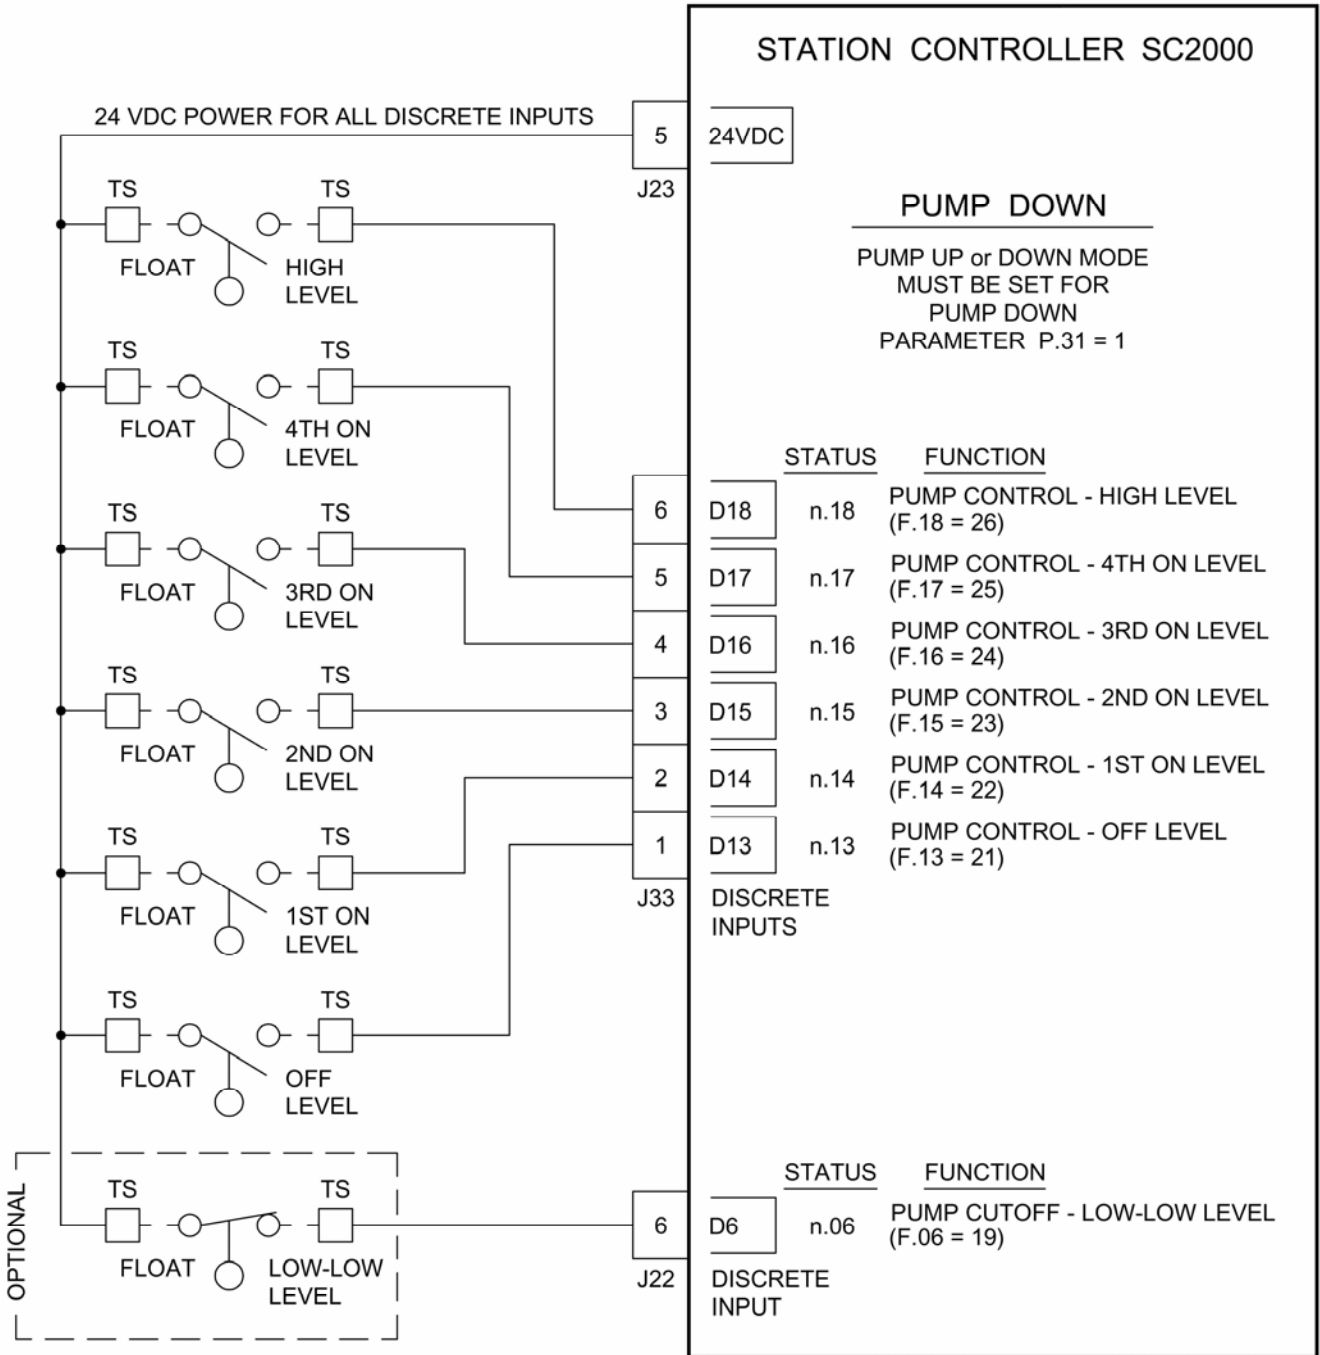 STATION CONTROLLER SC2000
24 VDC POWER FOR ALL DISCRETE INPUTS
5
24VDC
J23
PUMP DOWN
PUMP UP or DOWN MODE
MUST BE SET FOR
PUMP DOWN
PARAMETER P.31 = 1
TS
TS
FLOAT
HIGH
LEVEL
TS
TS
FLOAT
4TH ON
LEVEL
TS
TS
FLOAT
3RD ON
LEVEL
TS
TS
FLOAT
2ND ON
LEVEL
TS
TS
FLOAT
1ST ON
LEVEL
TS
TS
FLOAT
OFF
LEVEL
STATUS
FUNCTION
6
D18
n.18
PUMP CONTROL - HIGH LEVEL
(F.18 = 26)
5
D17
n.17
PUMP CONTROL - 4TH ON LEVEL
(F.17 = 25)
4
D16
n.16
PUMP CONTROL - 3RD ON LEVEL
(F.16 = 24)
3
D15
n.15
PUMP CONTROL - 2ND ON LEVEL
(F.15 = 23)
2
D14
n.14
PUMP CONTROL - 1ST ON LEVEL
(F.14 = 22)
1
D13
n.13
PUMP CONTROL - OFF LEVEL
(F.13 = 21)
J33
DISCRETE
INPUTS
OPTIONAL
TS
TS
FLOAT
LOW-LOW
LEVEL
STATUS
FUNCTION
6
D6
n.06
PUMP CUTOFF - LOW-LOW LEVEL
(F.06 = 19)
J22
DISCRETE
INPUT